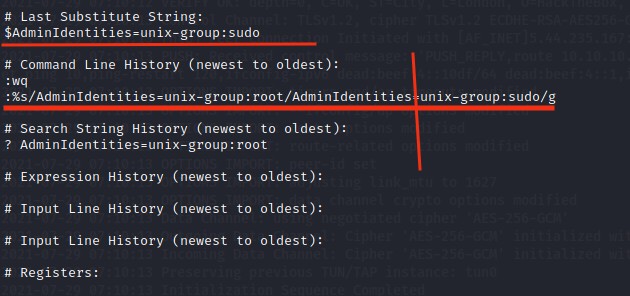 # Last Substitute String:
$AdminIdentities=unix-group:sudo
# Command Line History (newest to oldest):
:wq
:%s/AdminIdentities=unix-group:root/AdminIdentities=unix-group:sudo/g
# Search String History (newest to oldest):
? AdminIdentities=unix-group:root
# Expression History (newest to oldest):
# Input Line History (newest to oldest):
# Input Line History (newest to oldest):
# Registers: